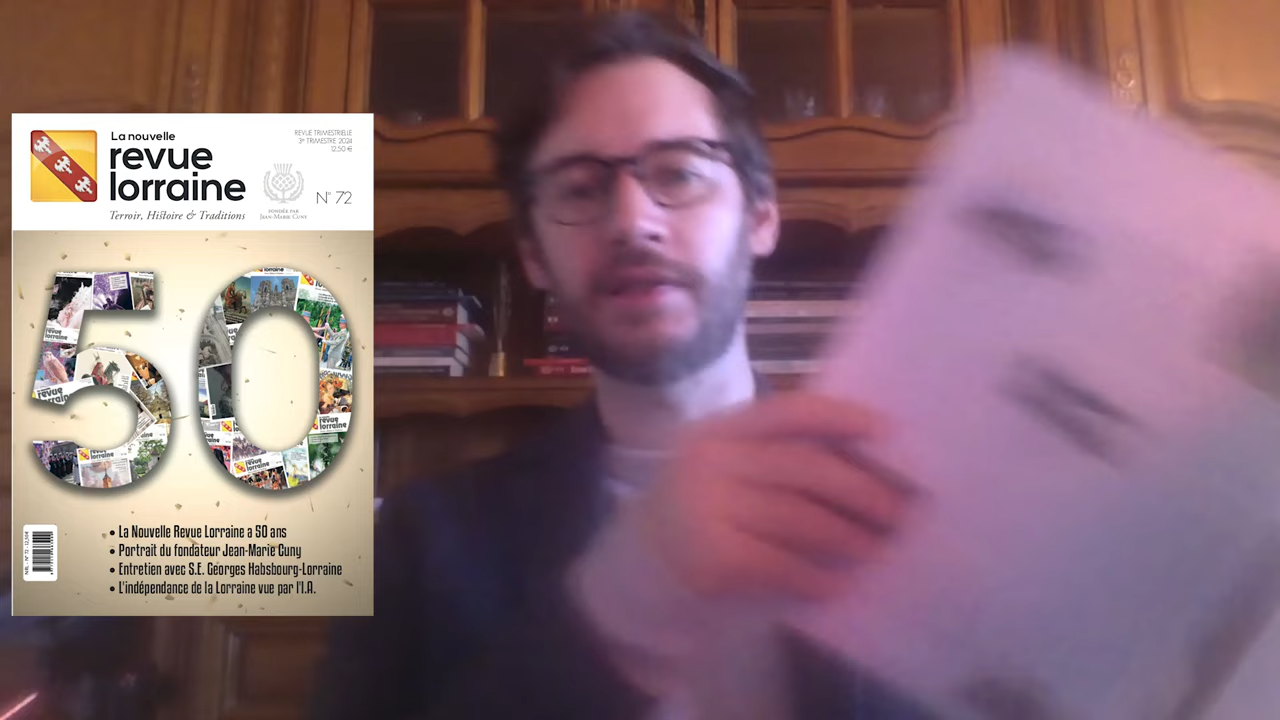 La nouvelle
revue
lorraine
Terroir, Histoire & Traditions
REVUE TRIMESTRIELLE
3e TRIMESTRE 2024
12,50 €
FONDÉE PAR
JEAN-MARIE CUNY
N° 72
50
• La Nouvelle Revue Lorraine a 50 ans
• Portrait du fondateur Jean-Marie Cuny
• Entretien avec S.E. Georges Habsbourg-Lorraine
• L'indépendance de la Lorraine vue par l'I.A.